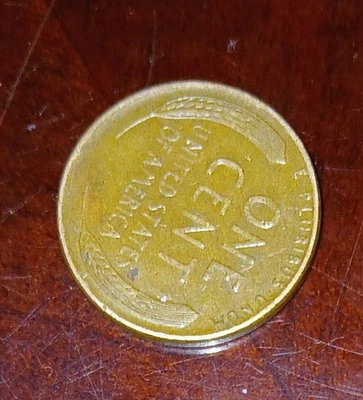 E PLURIBUS UNUM
ONE
CENT
UNITED STATES
OF AMERICA